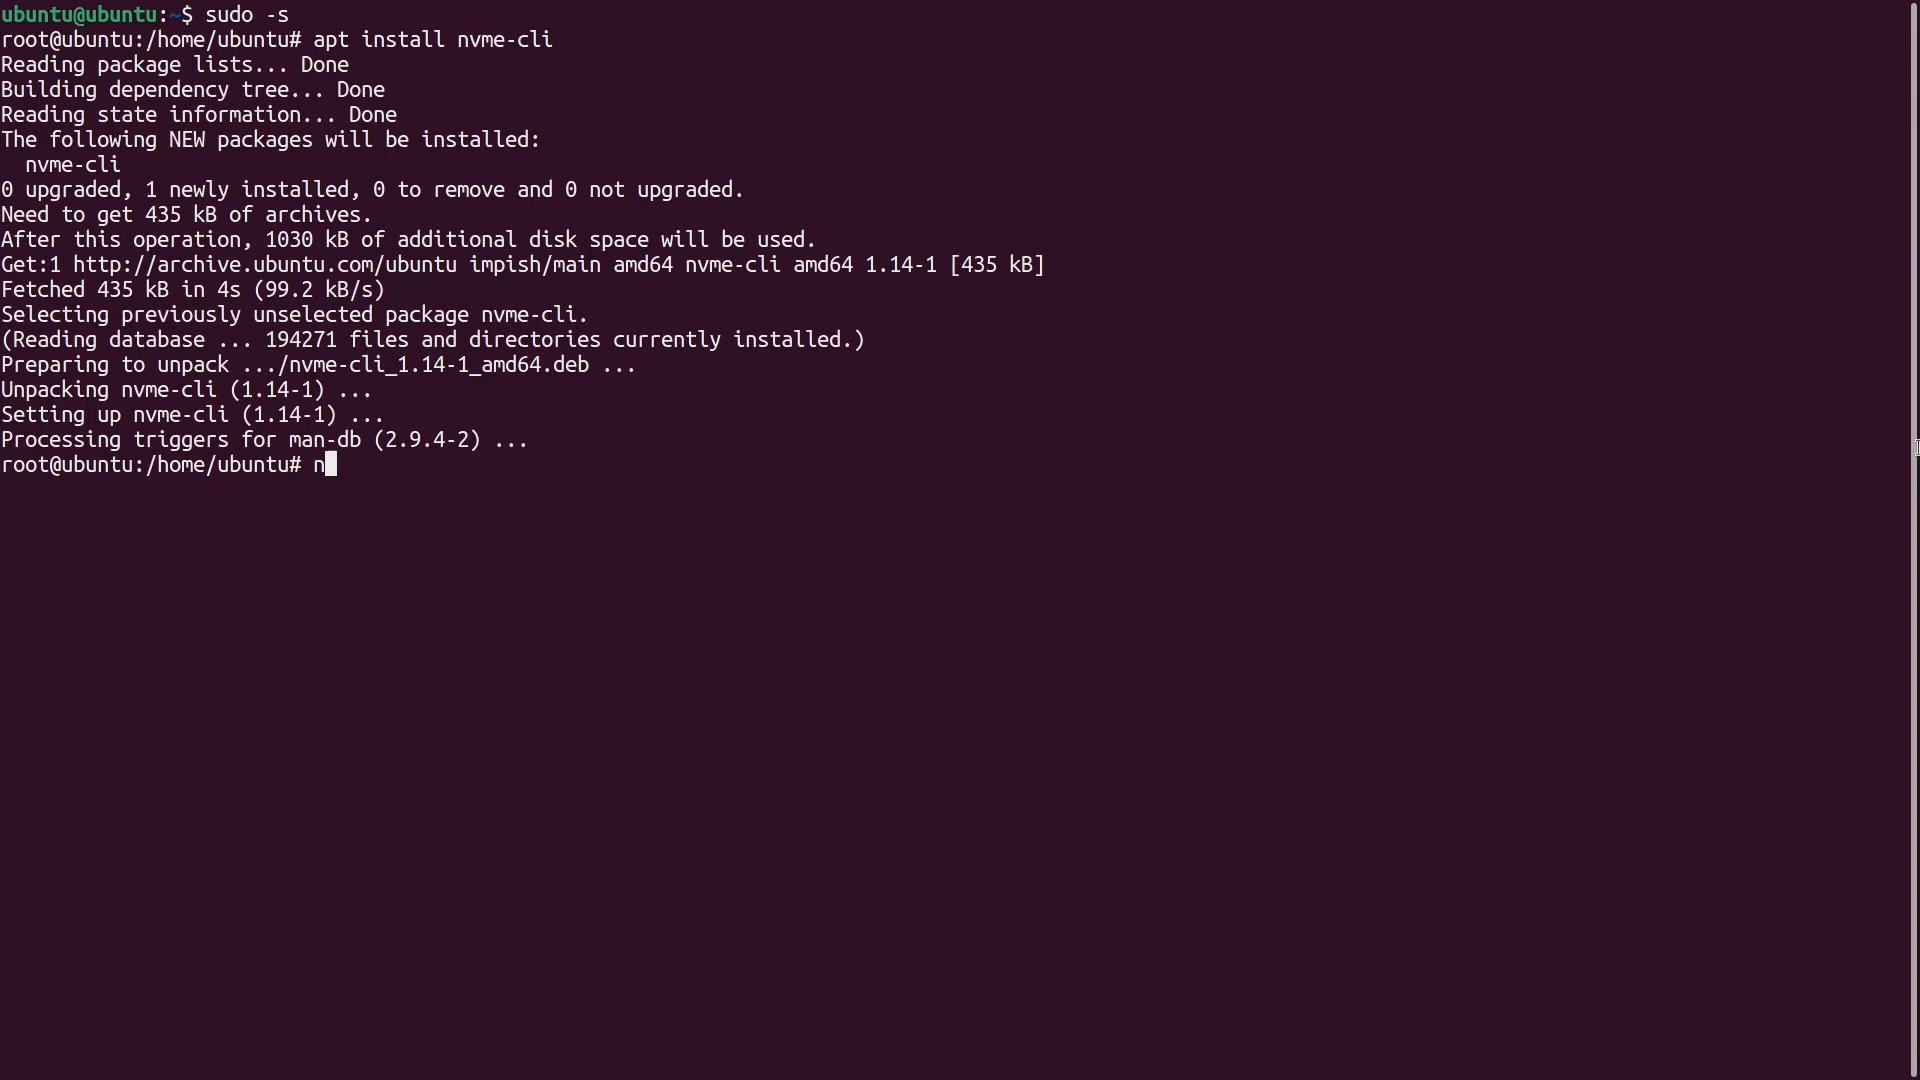 ubuntu@ubuntu:~$ sudo -s
root@ubuntu:/home/ubuntu# apt install nvme-cli
Reading package lists... Done
Building dependency tree... Done
Reading state information... Done
The following NEW packages will be installed:
  nvme-cli
0 upgraded, 1 newly installed, 0 to remove and 0 not upgraded.
Need to get 435 kB of archives.
After this operation, 1030 kB of additional disk space will be used.
Get:1 http://archive.ubuntu.com/ubuntu impish/main amd64 nvme-cli amd64 1.14-1 [435 kB]
Fetched 435 kB in 4s (99.2 kB/s)
Selecting previously unselected package nvme-cli.
(Reading database ... 194271 files and directories currently installed.)
Preparing to unpack .../nvme-cli_1.14-1_amd64.deb ...
Unpacking nvme-cli (1.14-1) ...
Setting up nvme-cli (1.14-1) ...
Processing triggers for man-db (2.9.4-2) ...
root@ubuntu:/home/ubuntu# n